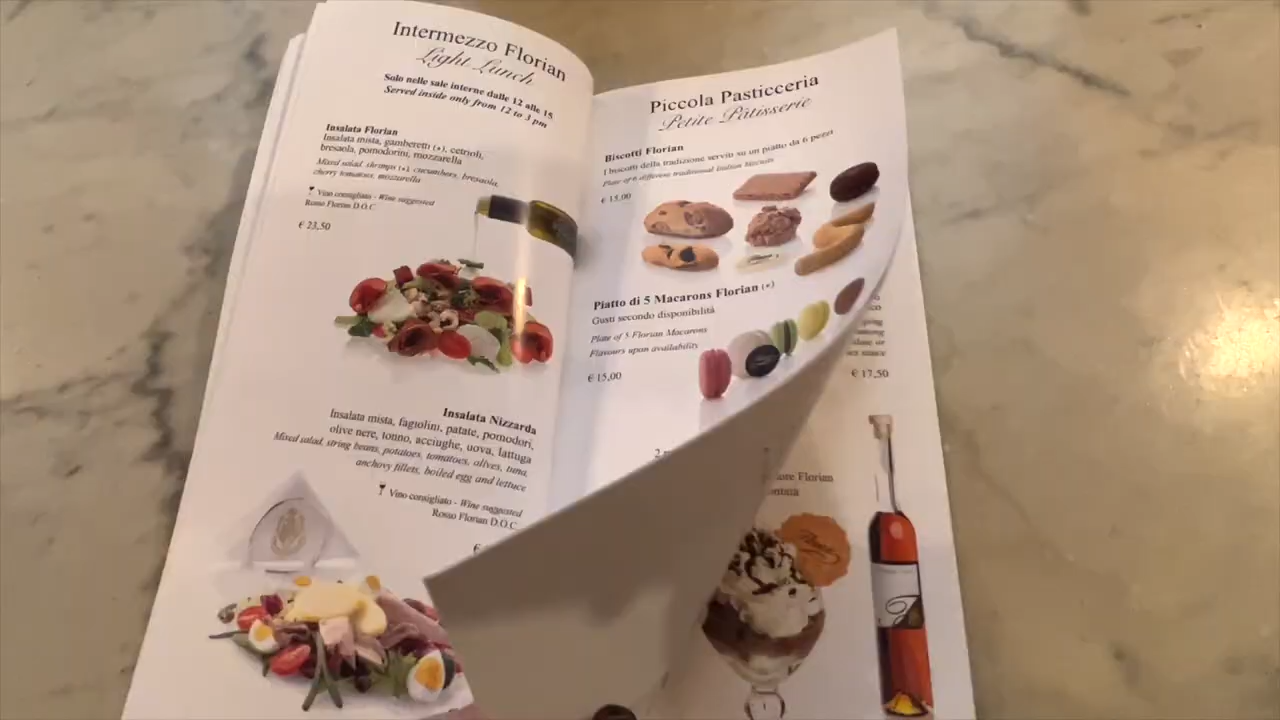 Intermezzo Florian
Light Lunch
Solo nelle sale interne dalle 12 alle 15
Served inside only from 12 to 3 pm
Insalata Florian
Insalata mista, gamberetti (*), cetrioli,
bresaola, pomodorini, mozzarella
Mixed salad, shrimps (*), cucumbers, bresaola,
cherry tomatoes, mozzarella
Vino consigliato - Wine suggested
Rosso Florian D.O.C
€ 23,50
Insalata Nizzarda
Insalata mista, fagiolini, patate, pomodori,
olive nere, tonno, acciughe, uova, lattuga
Mixed salad, string beans, potatoes, tomatoes, olives, tuna,
anchovy fillets, boiled egg and lettuce
Vino consigliato - Wine suggested
Rosso Florian D.O.C
€
Piccola Pasticceria
Petite Pâtisserie
Biscotti Florian
I biscotti della tradizione serviti su un piatto da 6 pezzi
Plate of 6 different traditional italian biscuits
€ 15,00
Piatto di 5 Macarons Florian (*)
Gusti secondo disponibilità
Plate of 5 Florian Macarons
Flavours upon availability
€ 15,00
2
sauce
€ 17,50
Florian